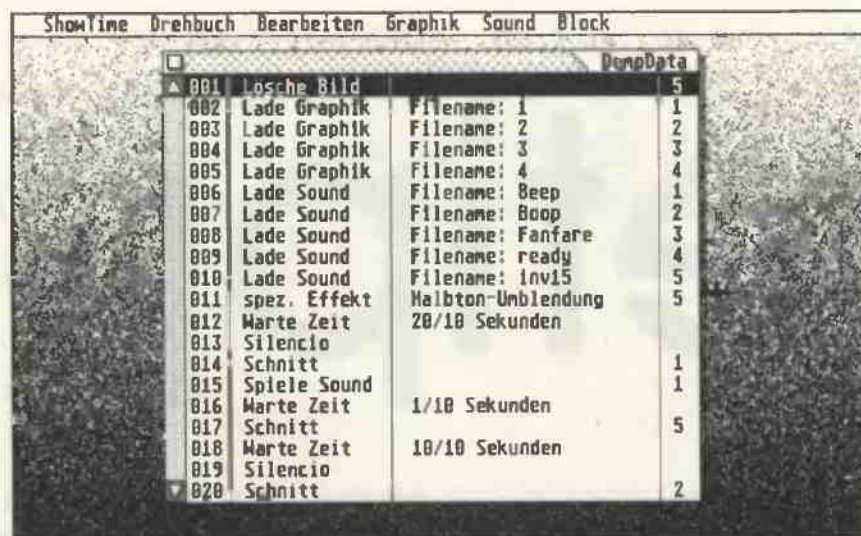 ShowTime Drehbuch Bearbeiten Graphik Sound Block
DempData
001 Lösche Bild 5
002 Lade Graphik Filename: 1 1
003 Lade Graphik Filename: 2 2
004 Lade Graphik Filename: 3 3
005 Lade Graphik Filename: 4 4
006 Lade Sound Filename: Beep 1
007 Lade Sound Filename: Boop 2
008 Lade Sound Filename: Fanfare 3
009 Lade Sound Filename: ready 4
010 Lade Sound Filename: inv15 5
011 spez. Effekt Halbton-Umblendung 5
012 Warte Zeit 20/10 Sekunden
013 Silencio
014 Schnitt 1
015 Spiele Sound 1
016 Warte Zeit 1/10 Sekunden
017 Schnitt 5
018 Warte Zeit 10/10 Sekunden
019 Silencio
020 Schnitt 2